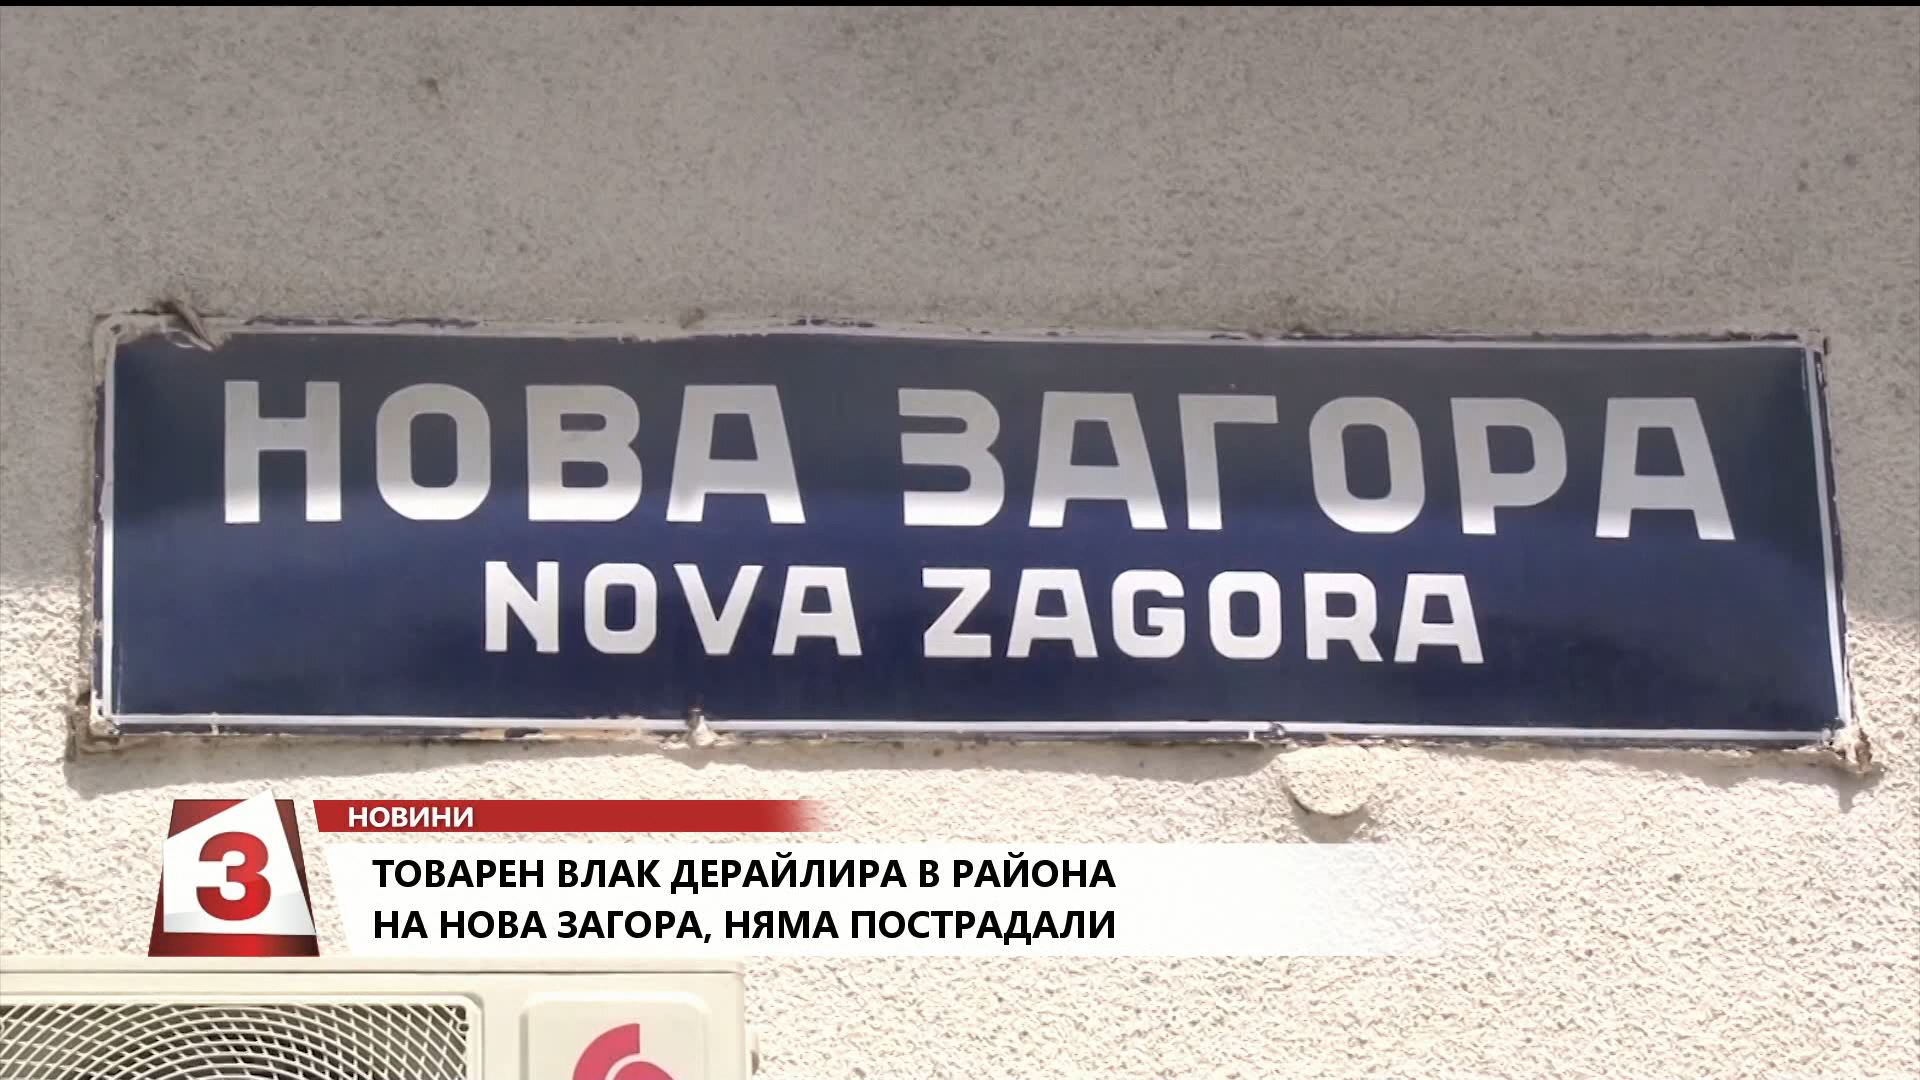 НОВА ЗАГОРА
NOVA ZAGORA
НОВИНИ
3
ТОВАРЕН ВЛАК ДЕРАЙЛИРА В РАЙОНА
НА НОВА ЗАГОРА, НЯМА ПОСТРАДАЛИ